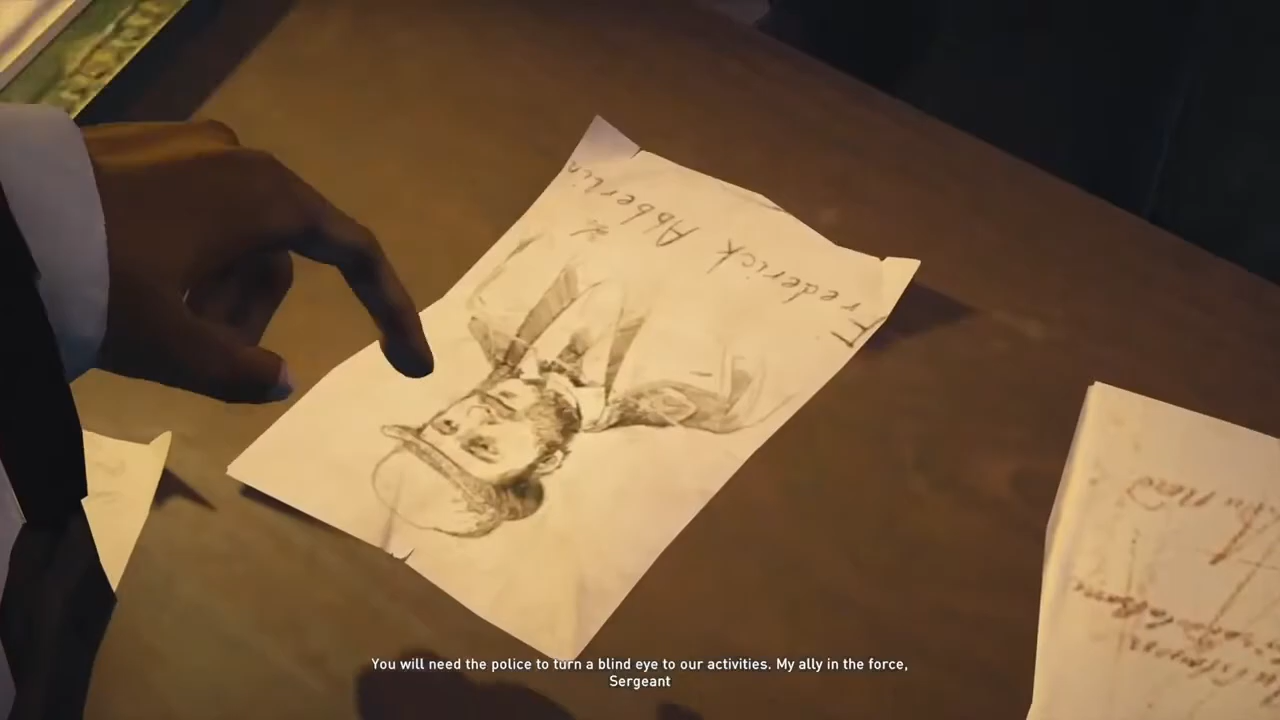 Frederick Abberlin
You will need the police to turn a blind eye to our activities. My ally in the force,
Sergeant